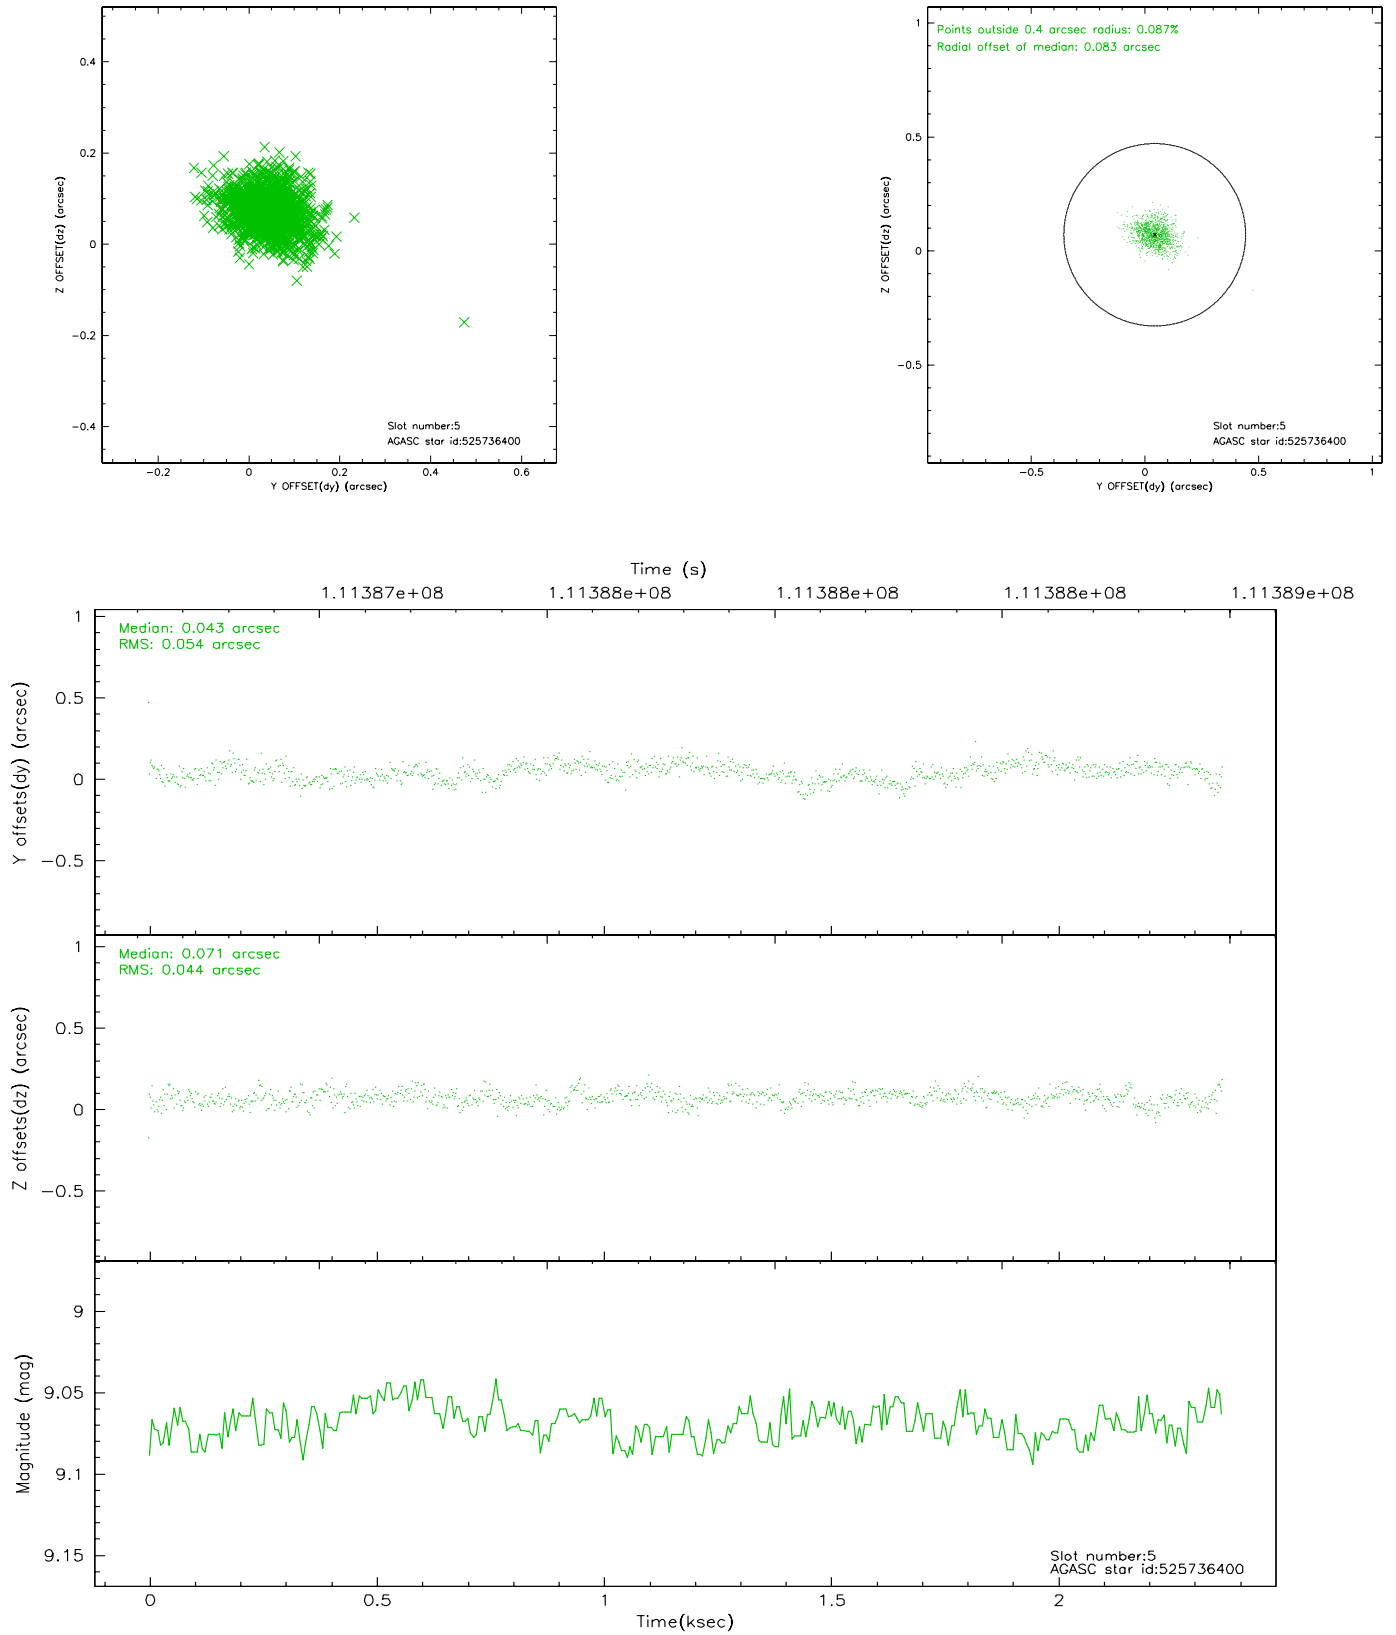 0.4
0.2
0
−0.2
−0.4
Z OFFSET(dz) (arcsec)
Slot number:5
AGASC star id:525736400
−0.2 0 0.2 0.4 0.6
Y OFFSET(dy) (arcsec)
Points outside 0.4 arcsec radius: 0.087%
Radial offset of median: 0.083 arcsec
1
0.5
0
−0.5
Z OFFSET(dz) (arcsec)
Slot number:5
AGASC star id:525736400
−0.5 0 0.5 1
Y OFFSET(dy) (arcsec)
Time (s)
1.11387e+08 1.11388e+08 1.11388e+08 1.11388e+08 1.11389e+08
Median: 0.043 arcsec
RMS: 0.054 arcsec
1
0.5
0
−0.5
Y offsets(dy) (arcsec)
Median: 0.071 arcsec
RMS: 0.044 arcsec
1
0.5
0
−0.5
Z offsets(dz) (arcsec)
9
9.05
9.1
9.15
Magnitude (mag)
Slot number:5
AGASC star id:525736400
0 0.5 1 1.5 2
Time(ksec)